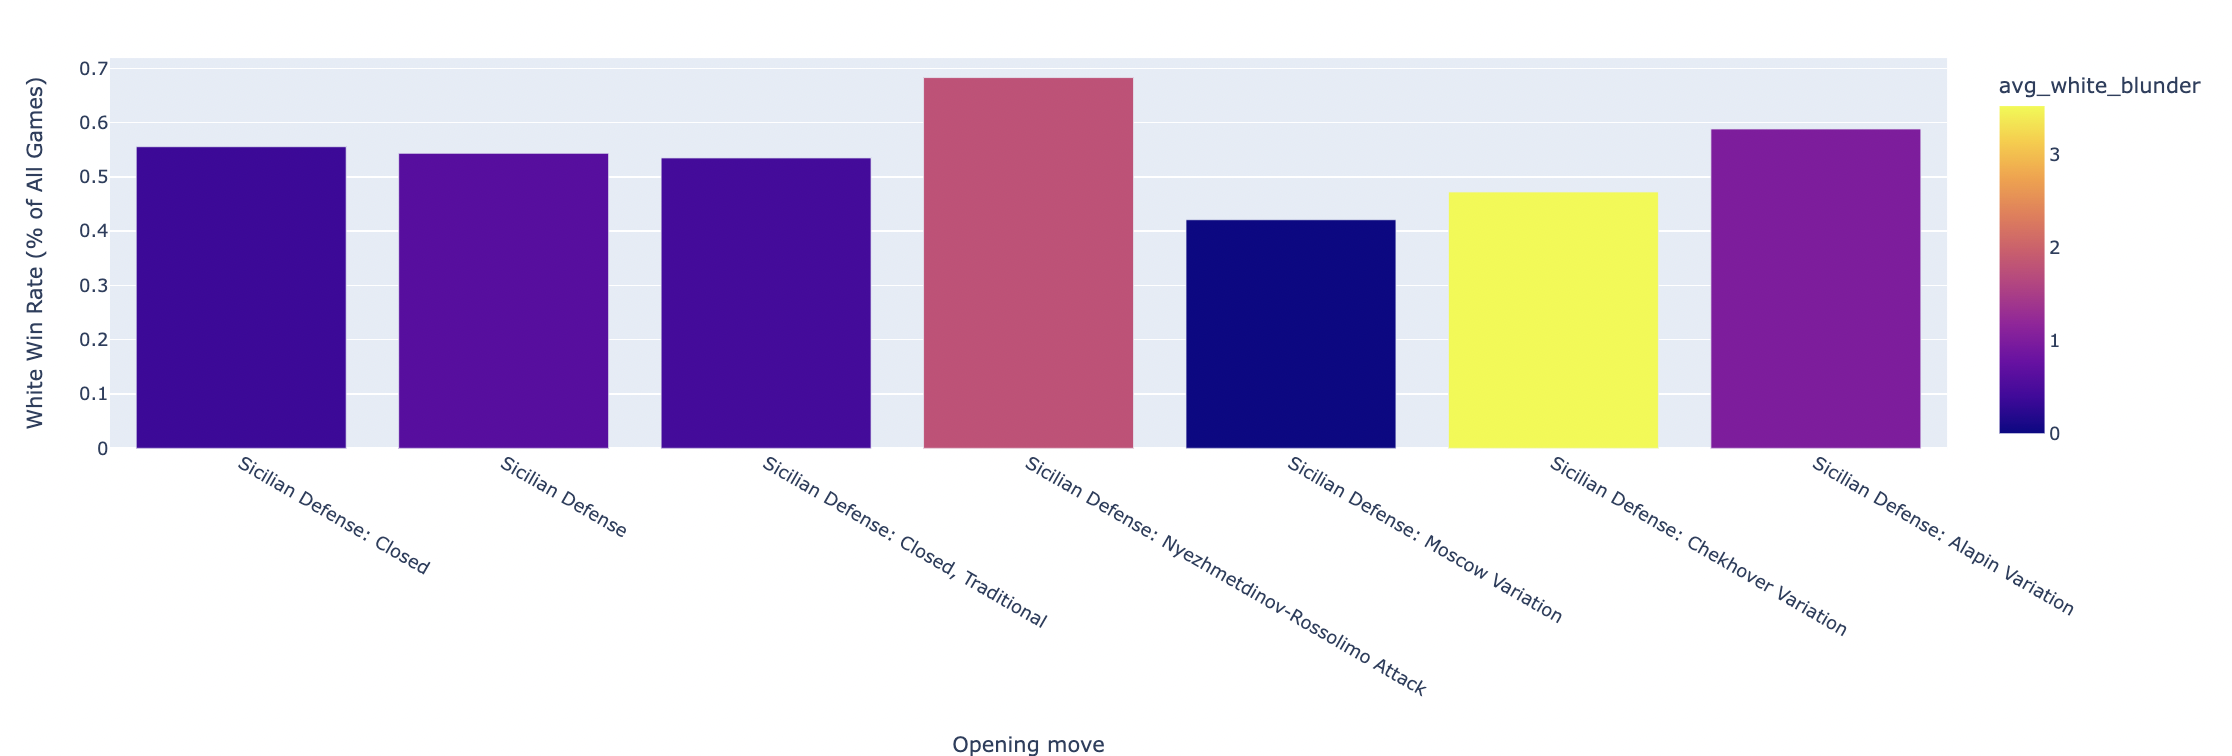 White Win Rate (% of All Games)
0.7
0.6
0.5
0.4
0.3
0.2
0.1
0
Sicilian Defense: Closed
Sicilian Defense
Sicilian Defense: Closed, Traditional
Sicilian Defense: Nyezhmetdinov-Rossolimo Attack
Sicilian Defense: Moscow Variation
Sicilian Defense: Chekhover Variation
Sicilian Defense: Alapin Variation
Opening move
avg_white_blunder
3
2
1
0